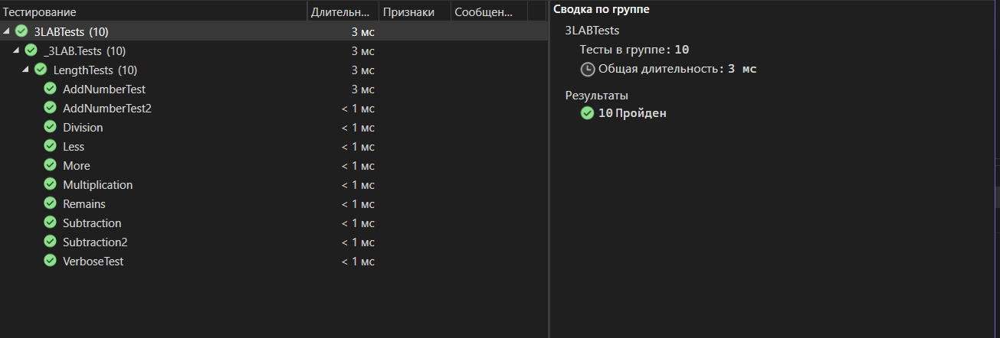 Тестирование Длительн... Признаки Сообщен...
3LABTests (10) 3 мс
_3LAB.Tests (10) 3 мс
LengthTests (10) 3 мс
AddNumberTest 3 мс
AddNumberTest2 < 1 мс
Division < 1 мс
Less < 1 мс
More < 1 мс
Multiplication < 1 мс
Remains < 1 мс
Subtraction < 1 мс
Subtraction2 < 1 мс
VerboseTest < 1 мс
Сводка по группе
3LABTests
Тесты в группе: 10
Общая длительность: 3 мс
Результаты
10 Пройден